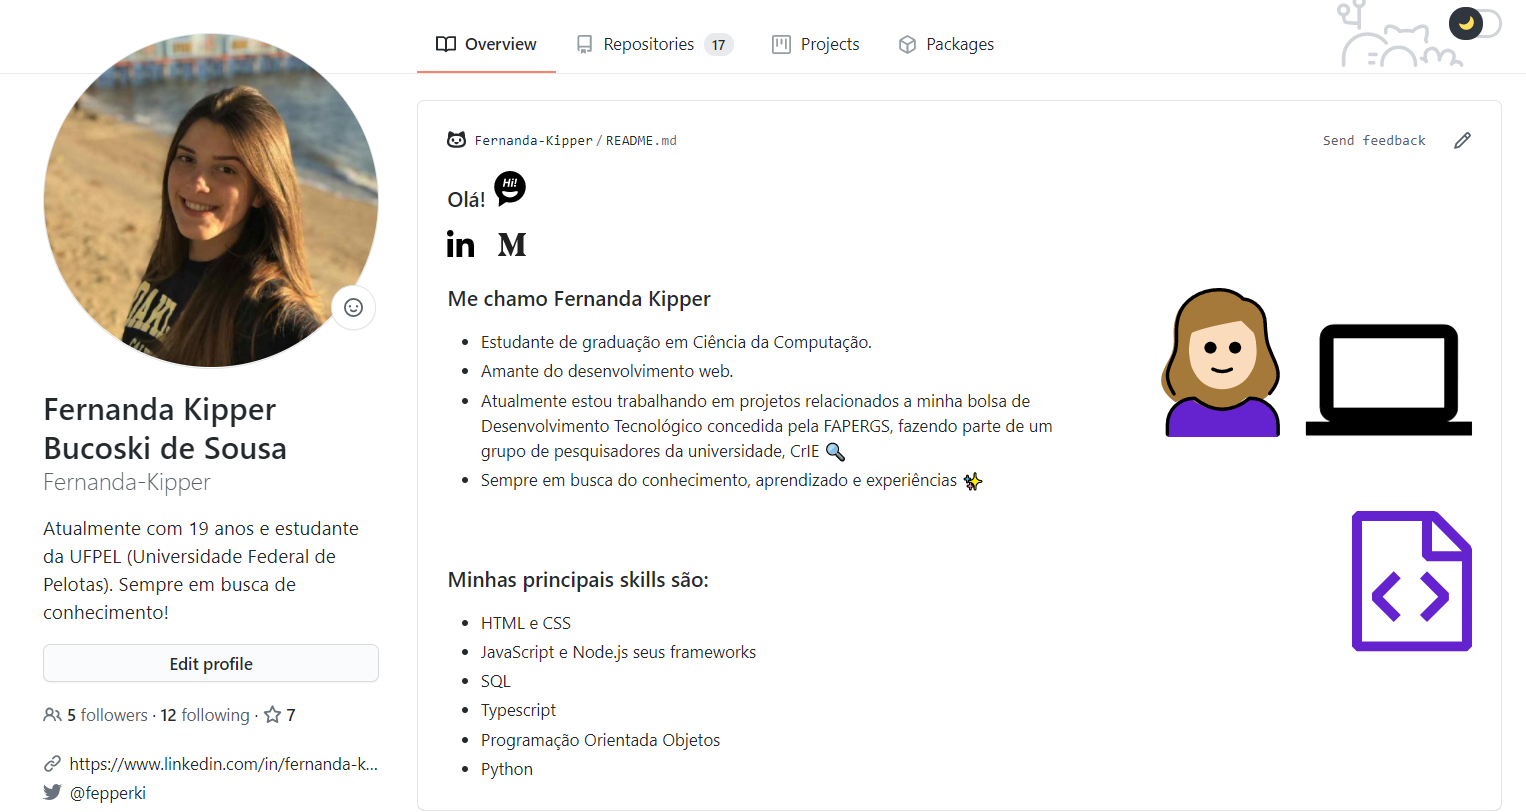 Overview
Repositories 17
Projects
Packages
Fernanda-Kipper/README.md
Send feedback
Olá! Hi!
in M
Me chamo Fernanda Kipper
Estudante de graduação em Ciência da Computação.
Amante do desenvolvimento web.
Atualmente estou trabalhando em projetos relacionados a minha bolsa de
Desenvolvimento Tecnológico concedida pela FAPERGS, fazendo parte de um
grupo de pesquisadores da universidade, CrIE 🔍
Sempre em busca do conhecimento, aprendizado e experiências ✨
Minhas principais skills são:
HTML e CSS
JavaScript e Node.js seus frameworks
SQL
Typescript
Programação Orientada Objetos
Python
Fernanda Kipper
Bucoski de Sousa
Fernanda-Kipper
Atualmente com 19 anos e estudante
da UFPEL (Universidade Federal de
Pelotas). Sempre em busca de
conhecimento!
Edit profile
5 followers · 12 following · 7
https://www.linkedin.com/in/fernanda-k...
@fepperki